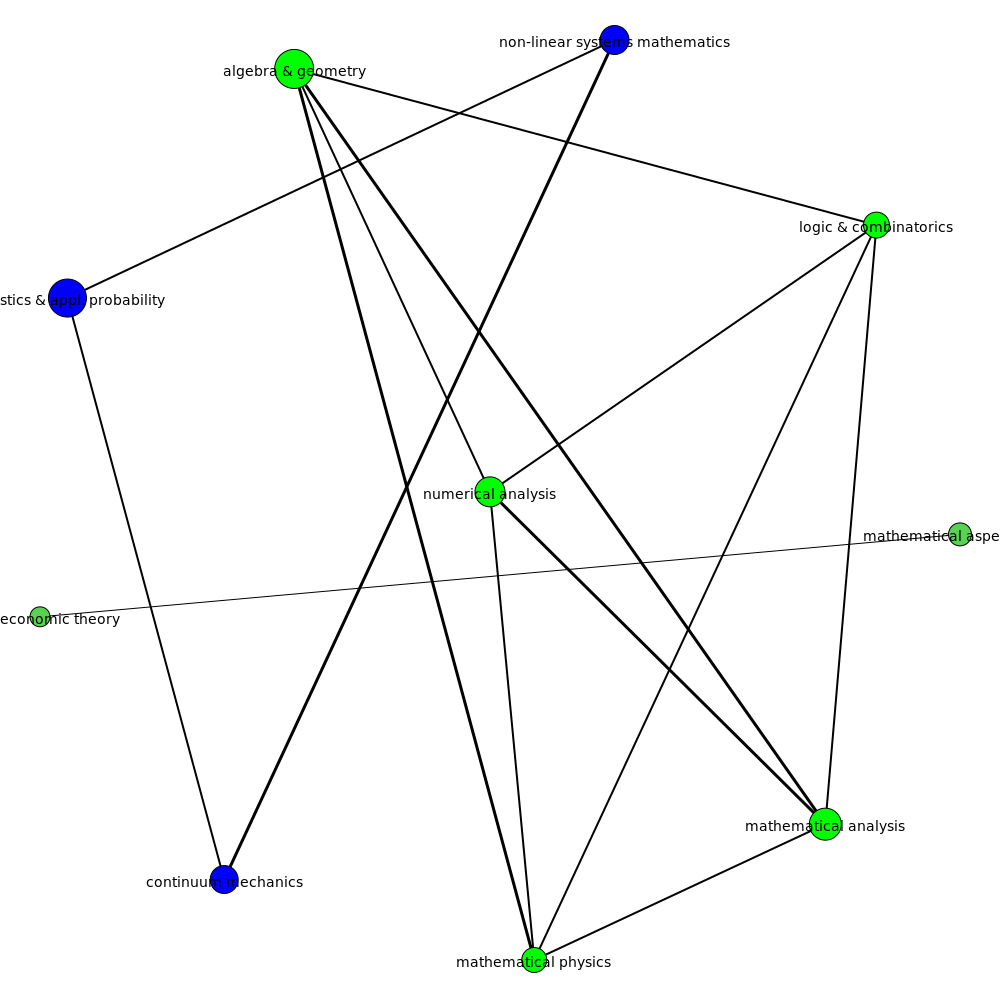 non-linear systems mathematics
algebra & geometry
logic & combinatorics
stics & appl. probability
numerical analysis
mathematical aspe
economic theory
mathematical analysis
continuum mechanics
mathematical physics